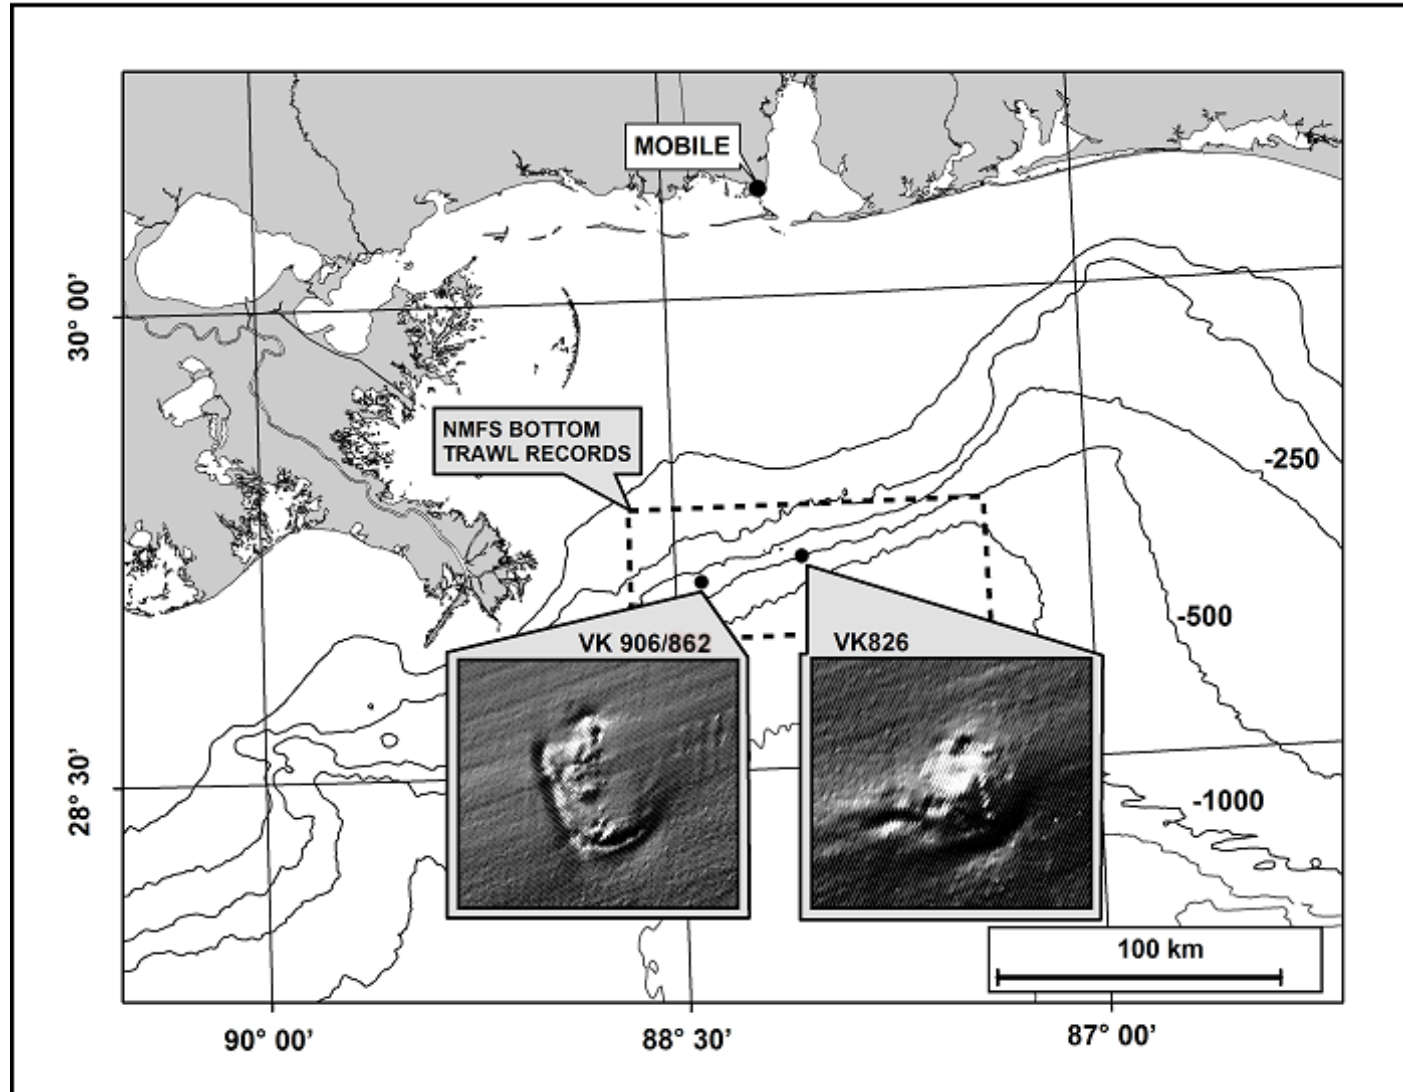 MOBILE
30° 00'
NMFS BOTTOM
TRAWL RECORDS
-250
-500
VK 906/862
VK826
28° 30'
-1000
100 km
90° 00'
88° 30'
87° 00'